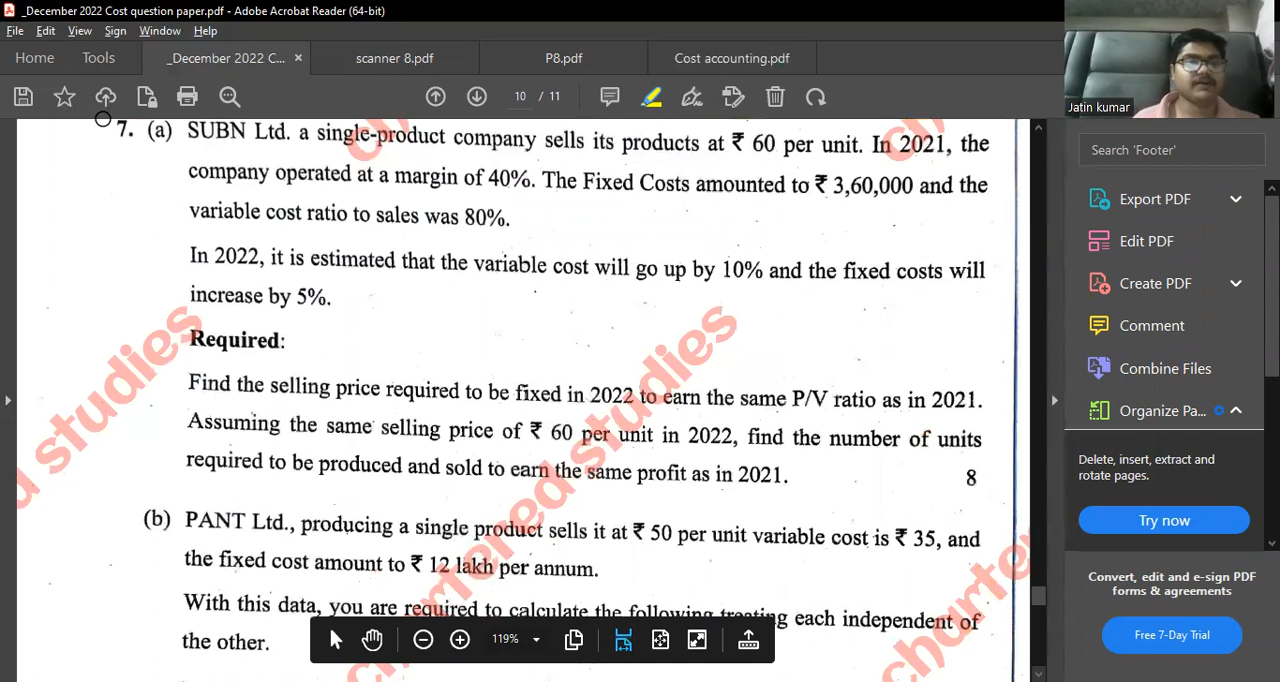 _December 2022 Cost question paper.pdf - Adobe Acrobat Reader (64-bit)
File Edit View Sign Window Help
Home Tools _December 2022 C... × scanner 8.pdf P8.pdf Cost accounting.pdf
10 / 11
Jatin kumar
Search 'Footer'
7. (a) SUBN Ltd. a single-product company sells its products at ₹ 60 per unit. In 2021, the
company operated at a margin of 40%. The Fixed Costs amounted to ₹ 3,60,000 and the
variable cost ratio to sales was 80%.
In 2022, it is estimated that the variable cost will go up by 10% and the fixed costs will
increase by 5%.
Required:
Find the selling price required to be fixed in 2022 to earn the same P/V ratio as in 2021.
Assuming the same selling price of ₹ 60 per unit in 2022, find the number of units
required to be produced and sold to earn the same profit as in 2021. 8
(b) PANT Ltd., producing a single product sells it at ₹ 50 per unit variable cost is ₹ 35, and
the fixed cost amount to ₹ 12 lakh per annum.
With this data, you are required to calculate the following treating each independent of
the other.
chartered studies
119%
Export PDF
Edit PDF
Create PDF
Comment
Combine Files
Organize Pa...
Delete, insert, extract and
rotate pages.
Try now
Convert, edit and e-sign PDF
forms & agreements
Free 7-Day Trial